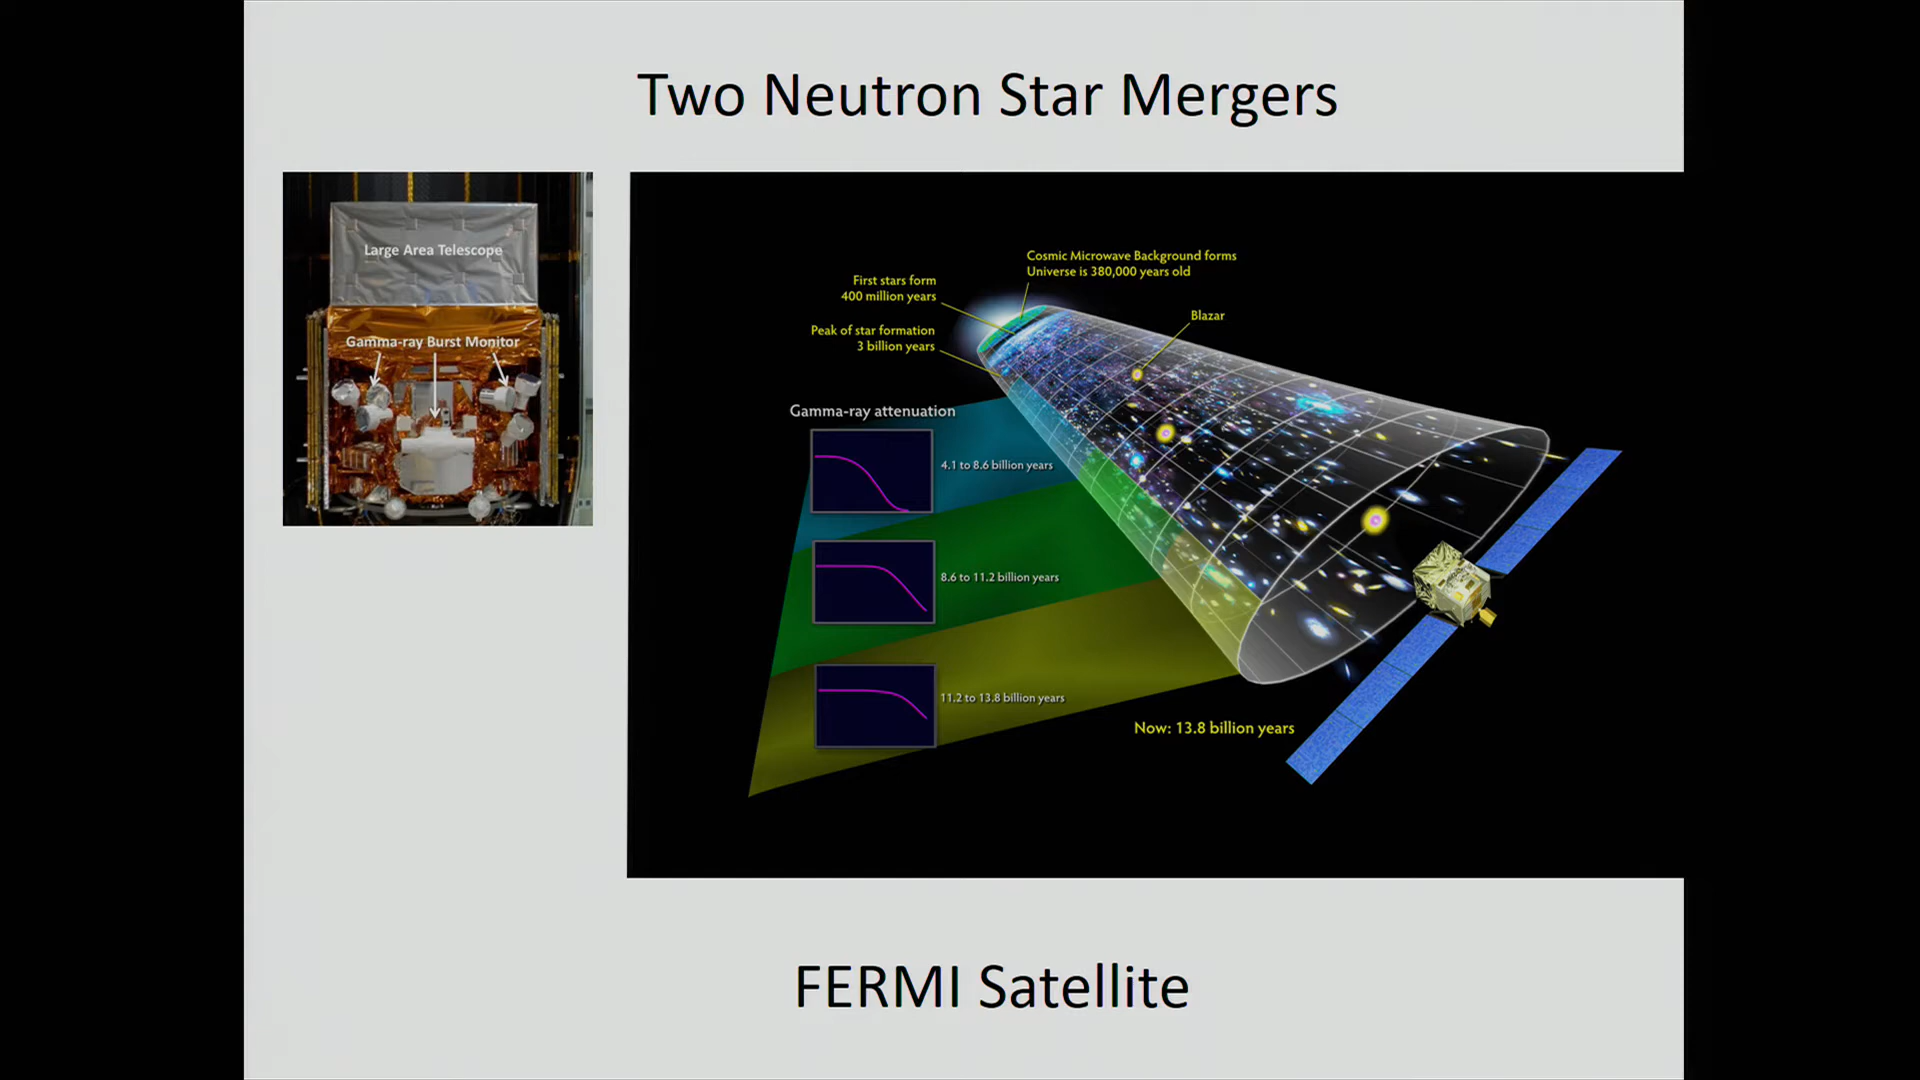 Two Neutron Star Mergers
Large Area Telescope
Gamma-ray Burst Monitor
Cosmic Microwave Background forms
Universe is 380,000 years old
First stars form
400 million years
Blazar
Peak of star formation
3 billion years
Gamma-ray attenuation
4.1 to 8.6 billion years
8.6 to 11.2 billion years
11.2 to 13.8 billion years
Now: 13.8 billion years
FERMI Satellite